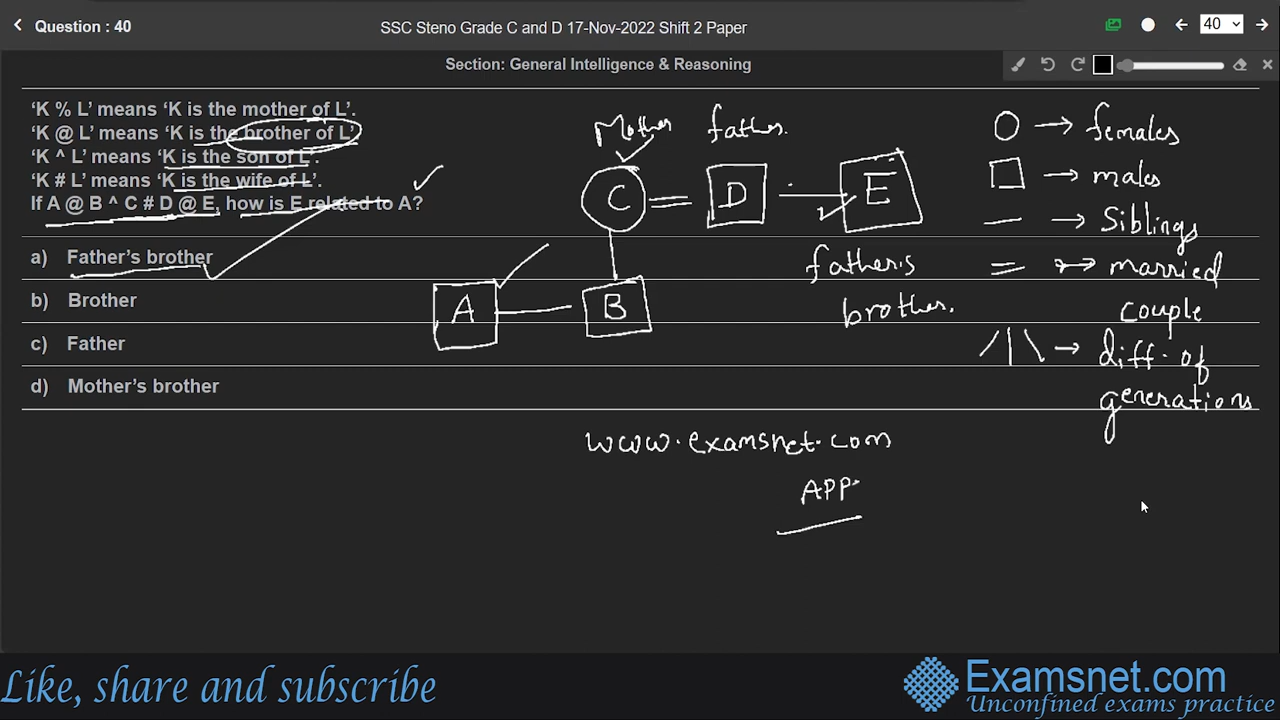 Question : 40
SSC Steno Grade C and D 17-Nov-2022 Shift 2 Paper
40
Section: General Intelligence & Reasoning
‘K % L’ means ‘K is the mother of L’.
‘K @ L’ means ‘K is the brother of L’.
‘K ^ L’ means ‘K is the son of L’.
‘K # L’ means ‘K is the wife of L’.
If A @ B ^ C # D @ E, how is E related to A?
a) Father’s brother
b) Brother
c) Father
d) Mother’s brother
Mother father.
C = D — E
A — B
father's
brother.
○ → females
□ → males
— → Siblings
= → married
couple
/ | \ → diff. of
generations
www.examsnet.com
APP.
Like, share and subscribe
Examsnet.com
Unconfined exams practice